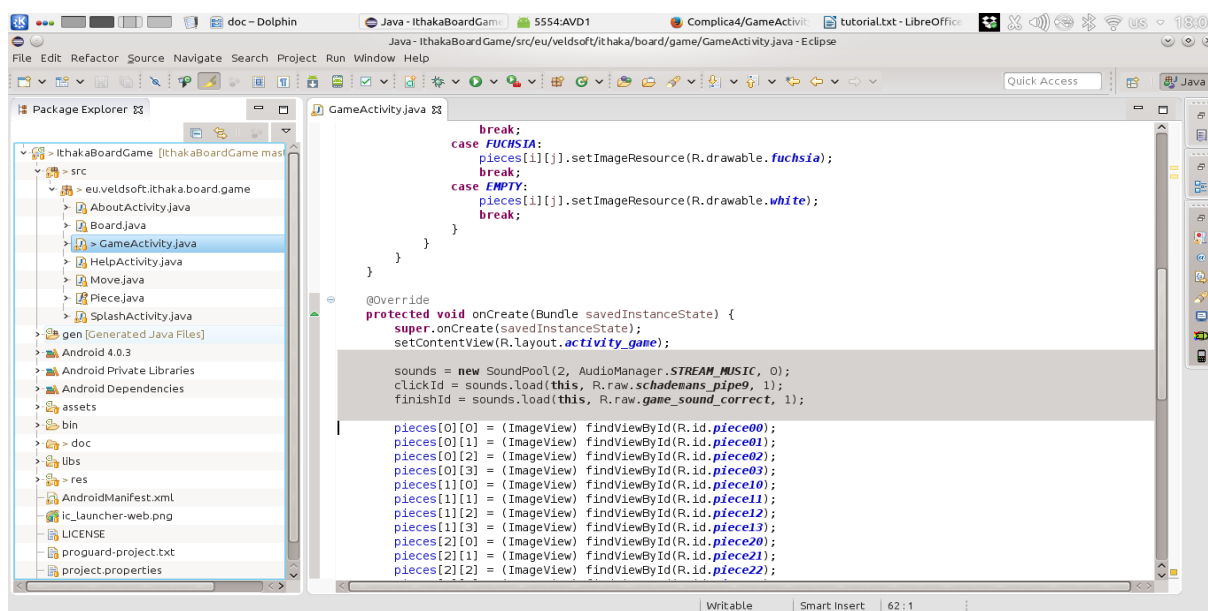 doc – Dolphin
Java - IthakaBoardGame
5554:AVD1
Complica4/GameActivit
tutorial.txt - LibreOffice
US
18:0
Java - IthakaBoardGame/src/eu/veldsoft/ithaka/board/game/GameActivity.java - Eclipse
File Edit Refactor Source Navigate Search Project Run Window Help
Quick Access
Java
Package Explorer
> IthakaBoardGame [IthakaBoardGame mas
> src
> eu.veldsoft.ithaka.board.game
AboutActivity.java
Board.java
> GameActivity.java
HelpActivity.java
Move.java
Piece.java
SplashActivity.java
gen [Generated Java Files]
Android 4.0.3
Android Private Libraries
Android Dependencies
assets
bin
> doc
libs
> res
AndroidManifest.xml
ic_launcher-web.png
LICENSE
proguard-project.txt
project.properties
GameActivity.java
break;
case FUCHSIA:
pieces[i][j].setImageResource(R.drawable.fuchsia);
break;
case EMPTY:
pieces[i][j].setImageResource(R.drawable.white);
break;
}
}
}
}
@Override
protected void onCreate(Bundle savedInstanceState) {
super.onCreate(savedInstanceState);
setContentView(R.layout.activity_game);
sounds = new SoundPool(2, AudioManager.STREAM_MUSIC, 0);
clickId = sounds.load(this, R.raw.schademans_pipe9, 1);
finishId = sounds.load(this, R.raw.game_sound_correct, 1);
pieces[0][0] = (ImageView) findViewById(R.id.piece00);
pieces[0][1] = (ImageView) findViewById(R.id.piece01);
pieces[0][2] = (ImageView) findViewById(R.id.piece02);
pieces[0][3] = (ImageView) findViewById(R.id.piece03);
pieces[1][0] = (ImageView) findViewById(R.id.piece10);
pieces[1][1] = (ImageView) findViewById(R.id.piece11);
pieces[1][2] = (ImageView) findViewById(R.id.piece12);
pieces[1][3] = (ImageView) findViewById(R.id.piece13);
pieces[2][0] = (ImageView) findViewById(R.id.piece20);
pieces[2][1] = (ImageView) findViewById(R.id.piece21);
pieces[2][2] = (ImageView) findViewById(R.id.piece22);
Writable
Smart Insert
62 : 1